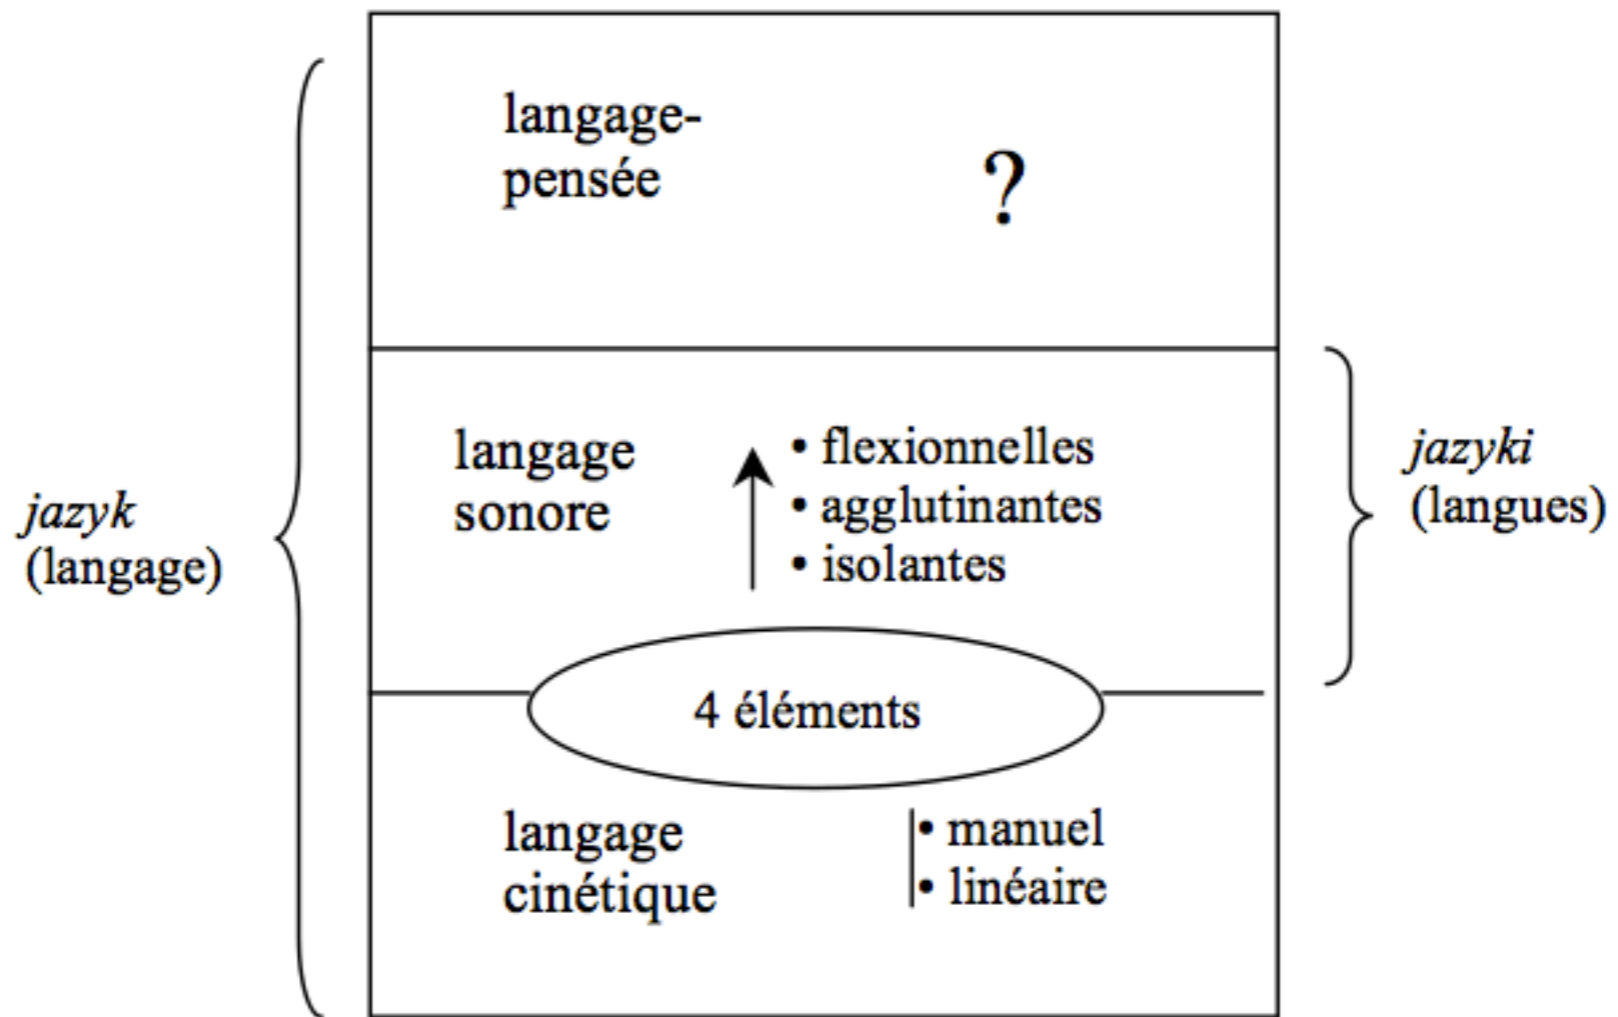 langage-
pensée
?
langage
sonore
• flexionnelles
• agglutinantes
• isolantes
jazyk
(langage)
jazyki
(langues)
4 éléments
langage
cinétique
• manuel
• linéaire